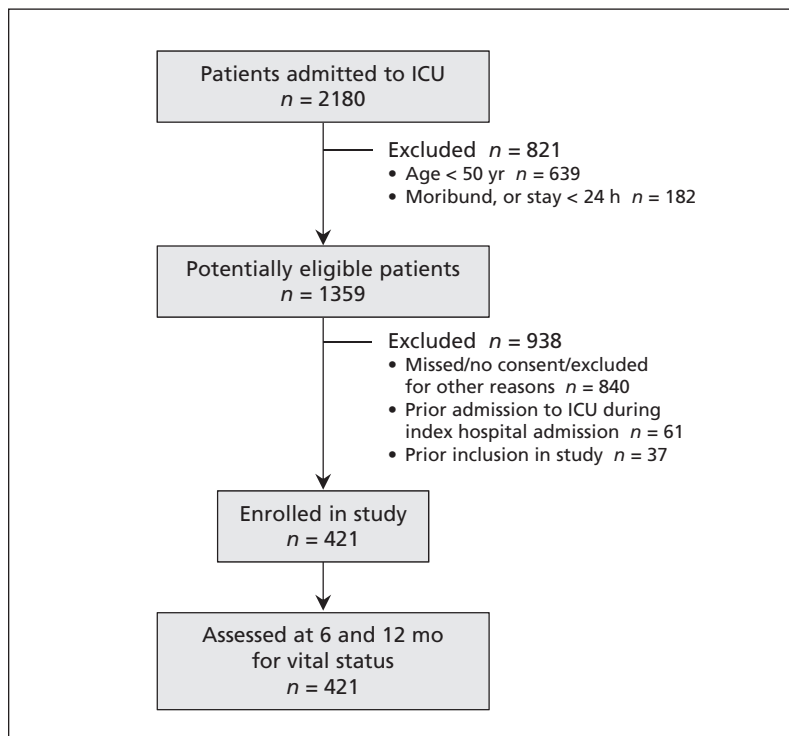 Patients admitted to ICU
n = 2180
Excluded n = 821
• Age < 50 yr n = 639
• Moribund, or stay < 24 h n = 182
Potentially eligible patients
n = 1359
Excluded n = 938
• Missed/no consent/excluded
for other reasons n = 840
• Prior admission to ICU during
index hospital admission n = 61
• Prior inclusion in study n = 37
Enrolled in study
n = 421
Assessed at 6 and 12 mo
for vital status
n = 421